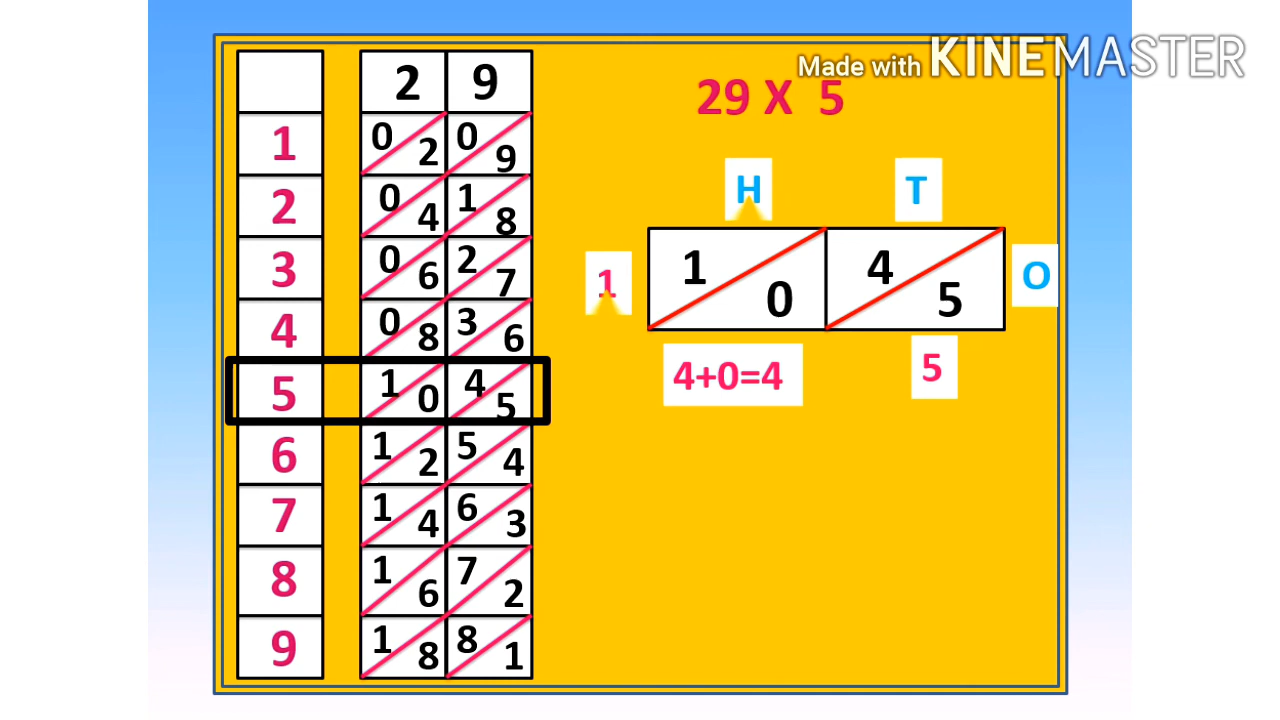 Made with KINEMASTER
29 X 5
2 9
1 0 2 0 9
2 0 4 1 8
3 0 6 2 7
4 0 8 3 6
5 1 0 4 5
6 1 2 5 4
7 1 4 6 3
8 1 6 7 2
9 1 8 8 1
H T
1 1 0 4 5 O
4+0=4 5